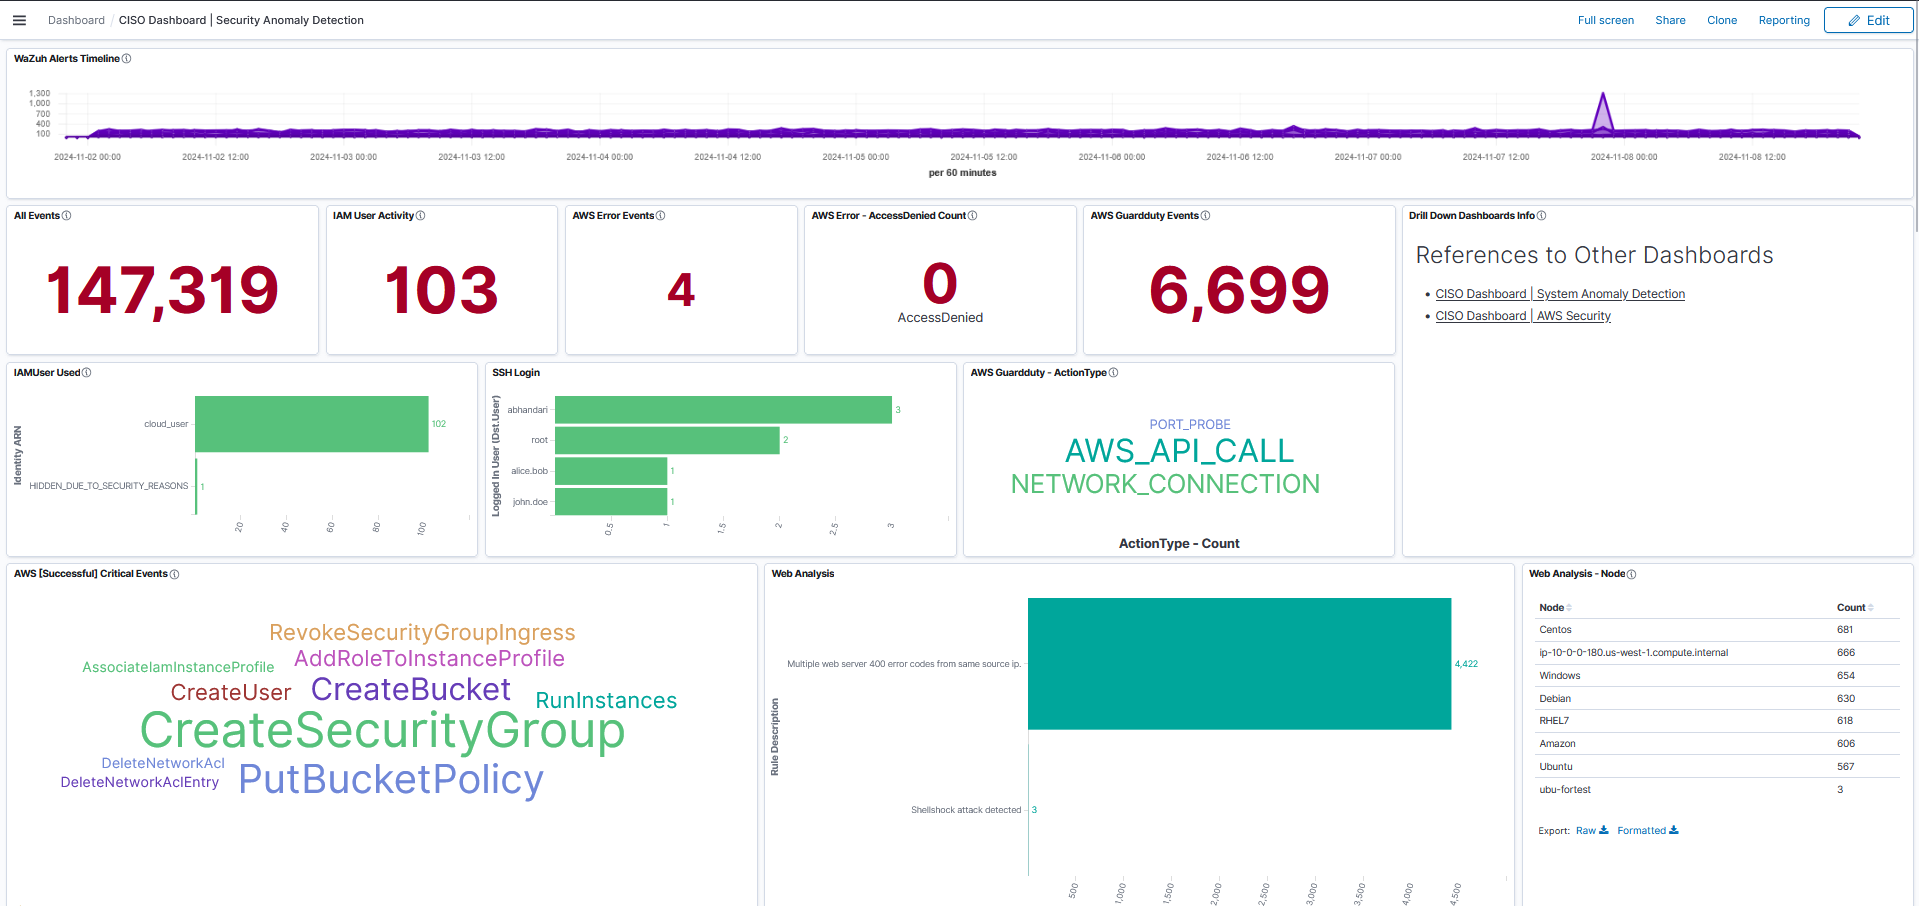 Dashboard / CISO Dashboard | Security Anomaly Detection
Full screen Share Clone Reporting Edit
WaZuh Alerts Timeline
1,300
1,000
700
400
100
2024-11-02 00:00 2024-11-02 12:00 2024-11-03 00:00 2024-11-03 12:00 2024-11-04 00:00 2024-11-04 12:00 2024-11-05 00:00 2024-11-05 12:00 2024-11-06 00:00 2024-11-06 12:00 2024-11-07 00:00 2024-11-07 12:00 2024-11-08 00:00 2024-11-08 12:00
per 60 minutes
All Events
147,319
IAM User Activity
103
AWS Error Events
4
AWS Error - AccessDenied Count
0
AccessDenied
AWS Guardduty Events
6,699
Drill Down Dashboards Info
References to Other Dashboards
• CISO Dashboard | System Anomaly Detection
• CISO Dashboard | AWS Security
IAMUser Used
Identity ARN
cloud_user 102
HIDDEN_DUE_TO_SECURITY_REASONS 1
20 40 60 80 100
SSH Login
Logged In User (Dst.User)
abhandari 3
root 2
alice.bob 1
john.doe 1
0.5 1 1.5 2 2.5 3
AWS Guardduty - ActionType
PORT_PROBE
AWS_API_CALL
NETWORK_CONNECTION
ActionType - Count
AWS [Successful] Critical Events
RevokeSecurityGroupIngress
AssociateIamInstanceProfile AddRoleToInstanceProfile
CreateUser CreateBucket RunInstances
CreateSecurityGroup
DeleteNetworkAcl
DeleteNetworkAclEntry PutBucketPolicy
Web Analysis
Rule Description
Multiple web server 400 error codes from same source ip. 4,422
Shellshock attack detected 3
500 1,000 1,500 2,000 2,500 3,000 3,500 4,000 4,500
Web Analysis - Node
Node Count
Centos 681
ip-10-0-0-180.us-west-1.compute.internal 666
Windows 654
Debian 630
RHEL7 618
Amazon 606
Ubuntu 567
ubu-fortest 3
Export: Raw Formatted